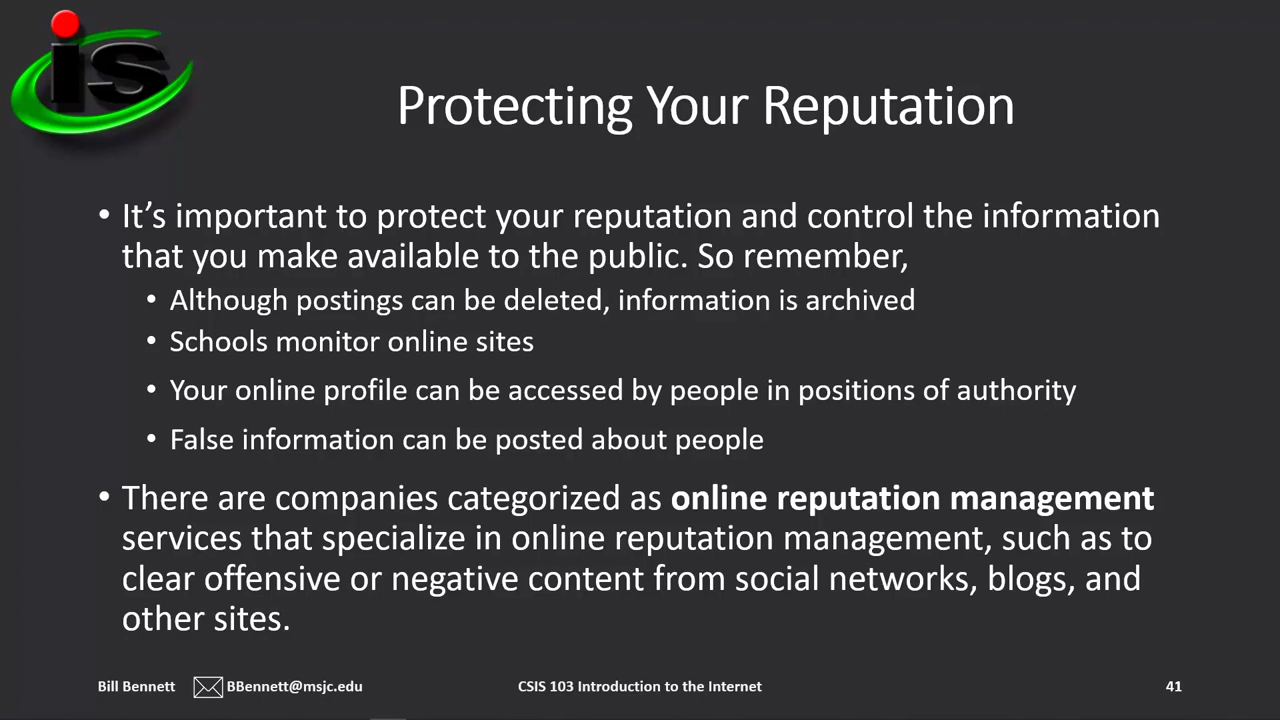 is
Protecting Your Reputation
• It’s important to protect your reputation and control the information
that you make available to the public. So remember,
• Although postings can be deleted, information is archived
• Schools monitor online sites
• Your online profile can be accessed by people in positions of authority
• False information can be posted about people
• There are companies categorized as online reputation management
services that specialize in online reputation management, such as to
clear offensive or negative content from social networks, blogs, and
other sites.
Bill Bennett BBennett@msjc.edu CSIS 103 Introduction to the Internet 41